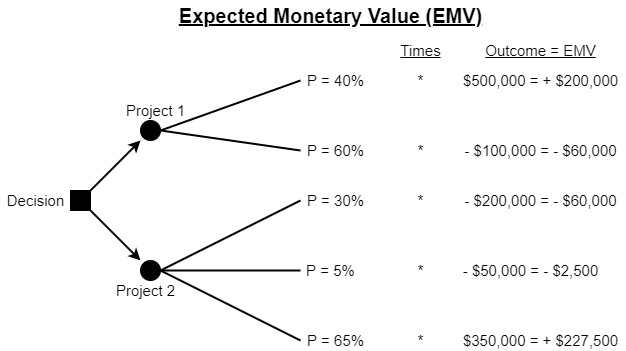 Expected Monetary Value (EMV)
Times Outcome = EMV
P = 40% * $500,000 = + $200,000
Project 1
P = 60% * - $100,000 = - $60,000
Decision P = 30% * - $200,000 = - $60,000
P = 5% * - $50,000 = - $2,500
Project 2
P = 65% * $350,000 = + $227,500